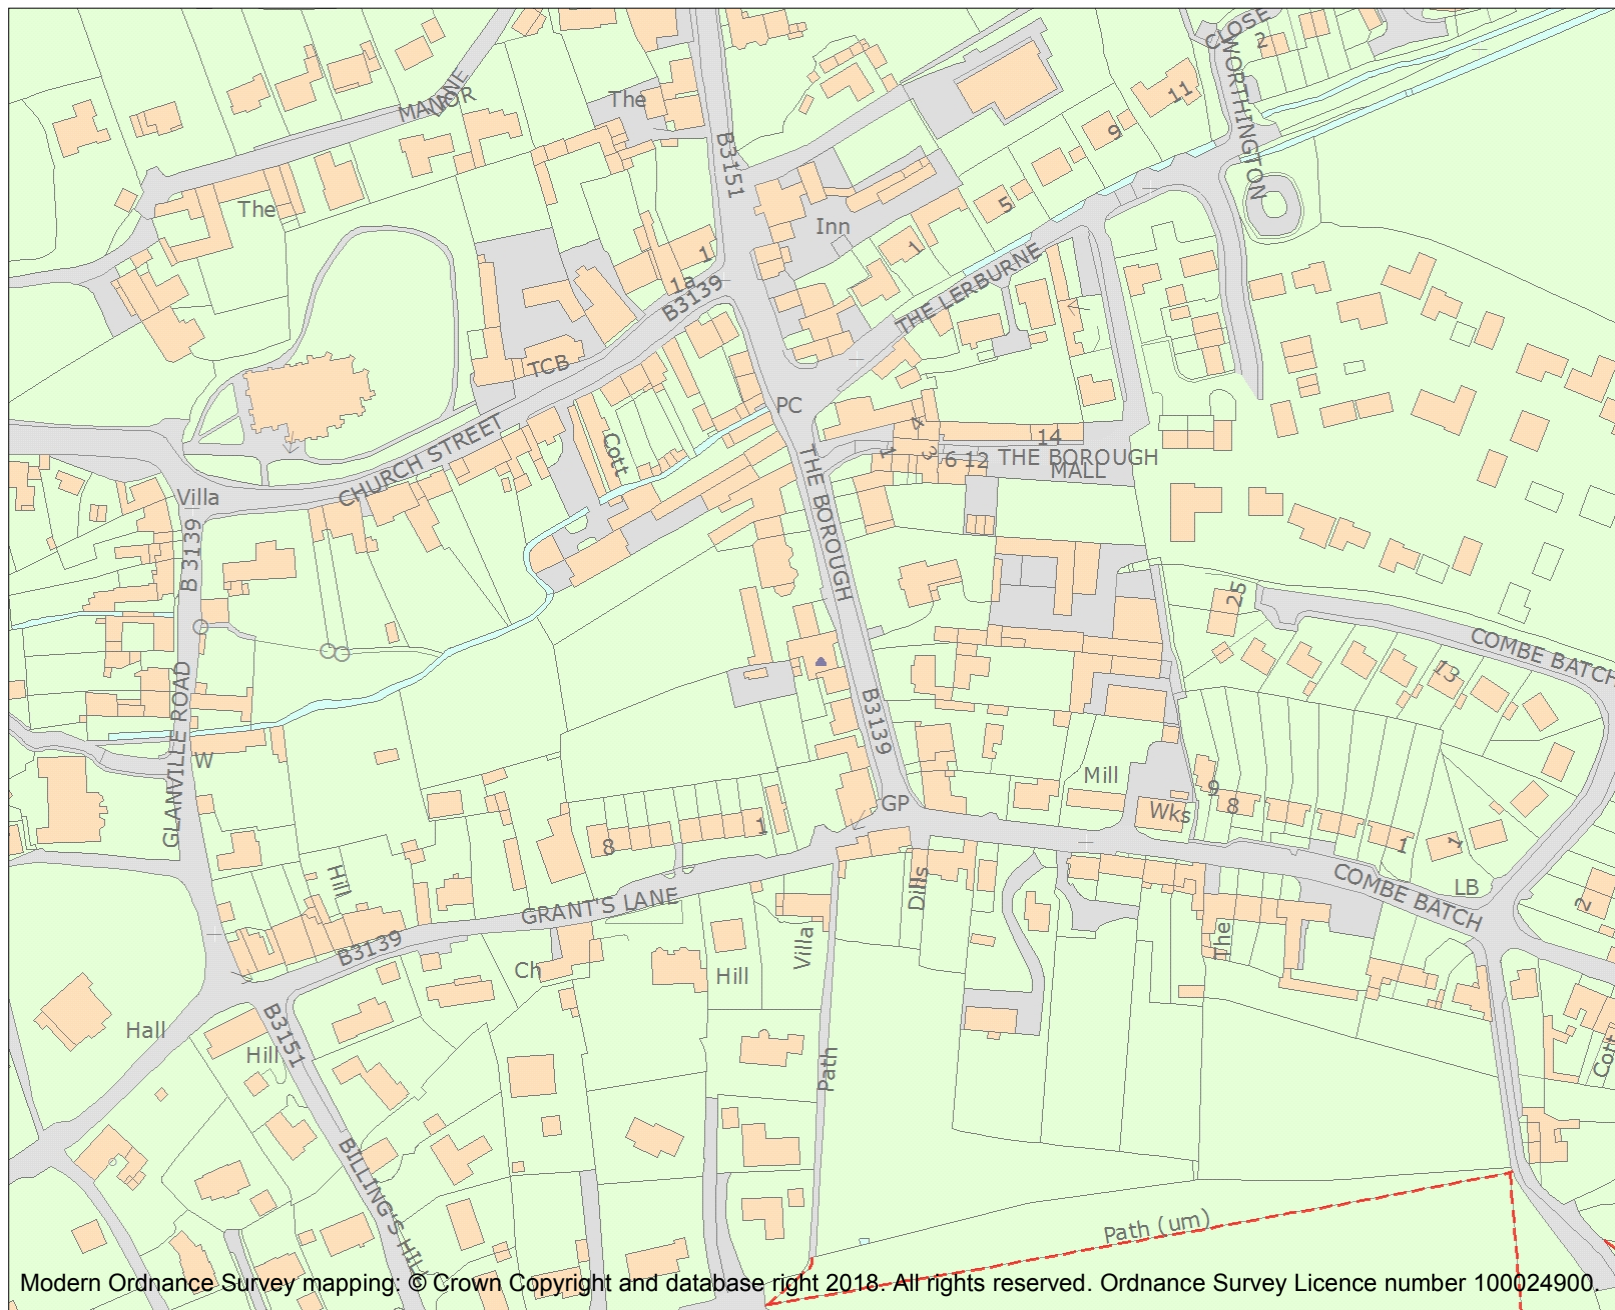 CLOSE
2
WORTHINGTON
MANOR
LANE
The
11
9
B3151
The
Inn
5
1
1
1a
B3139
THE LERBURNE
TCB
PC
Cott
CHURCH STREET
4
14
1
3
6
12
THE BOROUGH
MALL
Villa
B 3139
THE BOROUGH
25
COMBE BATCH
13
GLANVILLE ROAD
B3139
W
Mill
GP
9
8
Wks
1
8
1
1
Hill
Dills
COMBE BATCH
LB
2
GRANT'S LANE
B3139
Villa
The
Ch
Hill
Hall
Hill
B3151
Path
Cott
BILLING'S HILL
Path (um)
Modern Ordnance Survey mapping: © Crown Copyright and database right 2018. All rights reserved. Ordnance Survey Licence number 100024900.